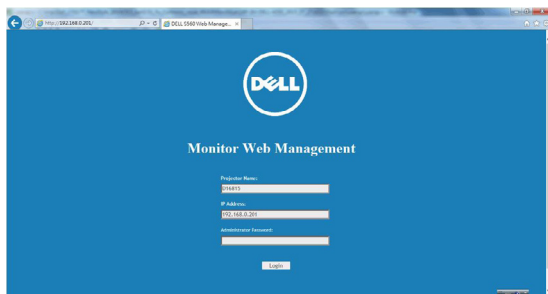 http://192.168.0.201/
DELL S560 Web Manage...
DELL
Monitor Web Management
Projector Name:
IP Address:
192.168.0.201
Administrator Password:
Login